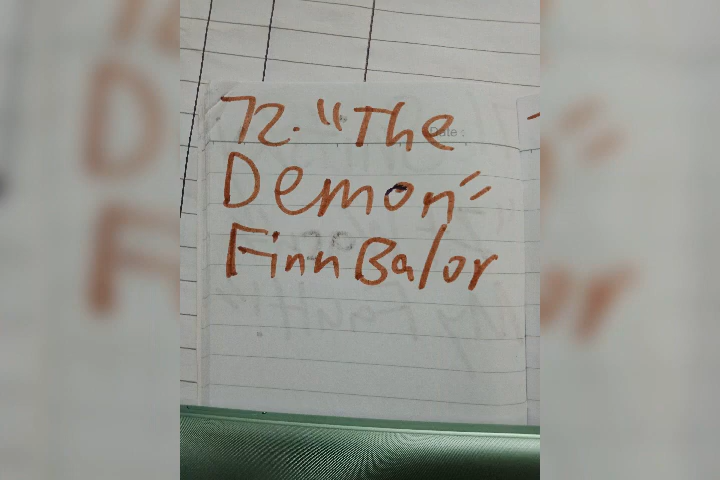 72. "The
Date :
Demon"
Finn Balor